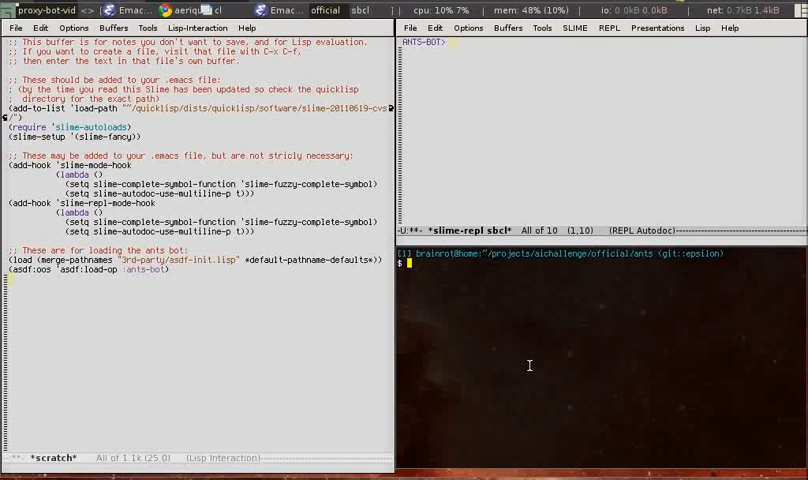 proxy-bot-vid <> Emac... aeriqu cl Emac... official sbcl cpu: 10% 7% mem: 48% (10%) io: 0.0kB 0.0kB net: 0.7kB 1.4kB
File Edit Options Buffers Tools Lisp-Interaction Help
;; This buffer is for notes you don't want to save, and for Lisp evaluation.
;; If you want to create a file, visit that file with C-x C-f,
;; then enter the text in that file's own buffer.
;; These should be added to your .emacs file:
;; (by the time you read this Slime has been updated so check the quicklisp
;; directory for the exact path)
(add-to-list 'load-path "~/quicklisp/dists/quicklisp/software/slime-20110619-cvs
/")
(require 'slime-autoloads)
(slime-setup '(slime-fancy))
;; These may be added to your .emacs file, but are not stricly necessary:
(add-hook 'slime-mode-hook
(lambda ()
(setq slime-complete-symbol-function 'slime-fuzzy-complete-symbol)
(setq slime-autodoc-use-multiline-p t)))
(add-hook 'slime-repl-mode-hook
(lambda ()
(setq slime-complete-symbol-function 'slime-fuzzy-complete-symbol)
(setq slime-autodoc-use-multiline-p t)))
;; These are for loading the ants bot:
(load (merge-pathnames "3rd-party/asdf-init.lisp" *default-pathname-defaults*))
(asdf:oos 'asdf:load-op :ants-bot)
--:**- *scratch* All of 1.1k (25,0) (Lisp Interaction)
File Edit Options Buffers Tools SLIME REPL Presentations Lisp Help
ANTS-BOT>
-U:**- *slime-repl sbcl* All of 10 (1,10) (REPL Autodoc)
[1] brainrot@home:~/projects/aichallenge/official/ants (git::epsilon)
$